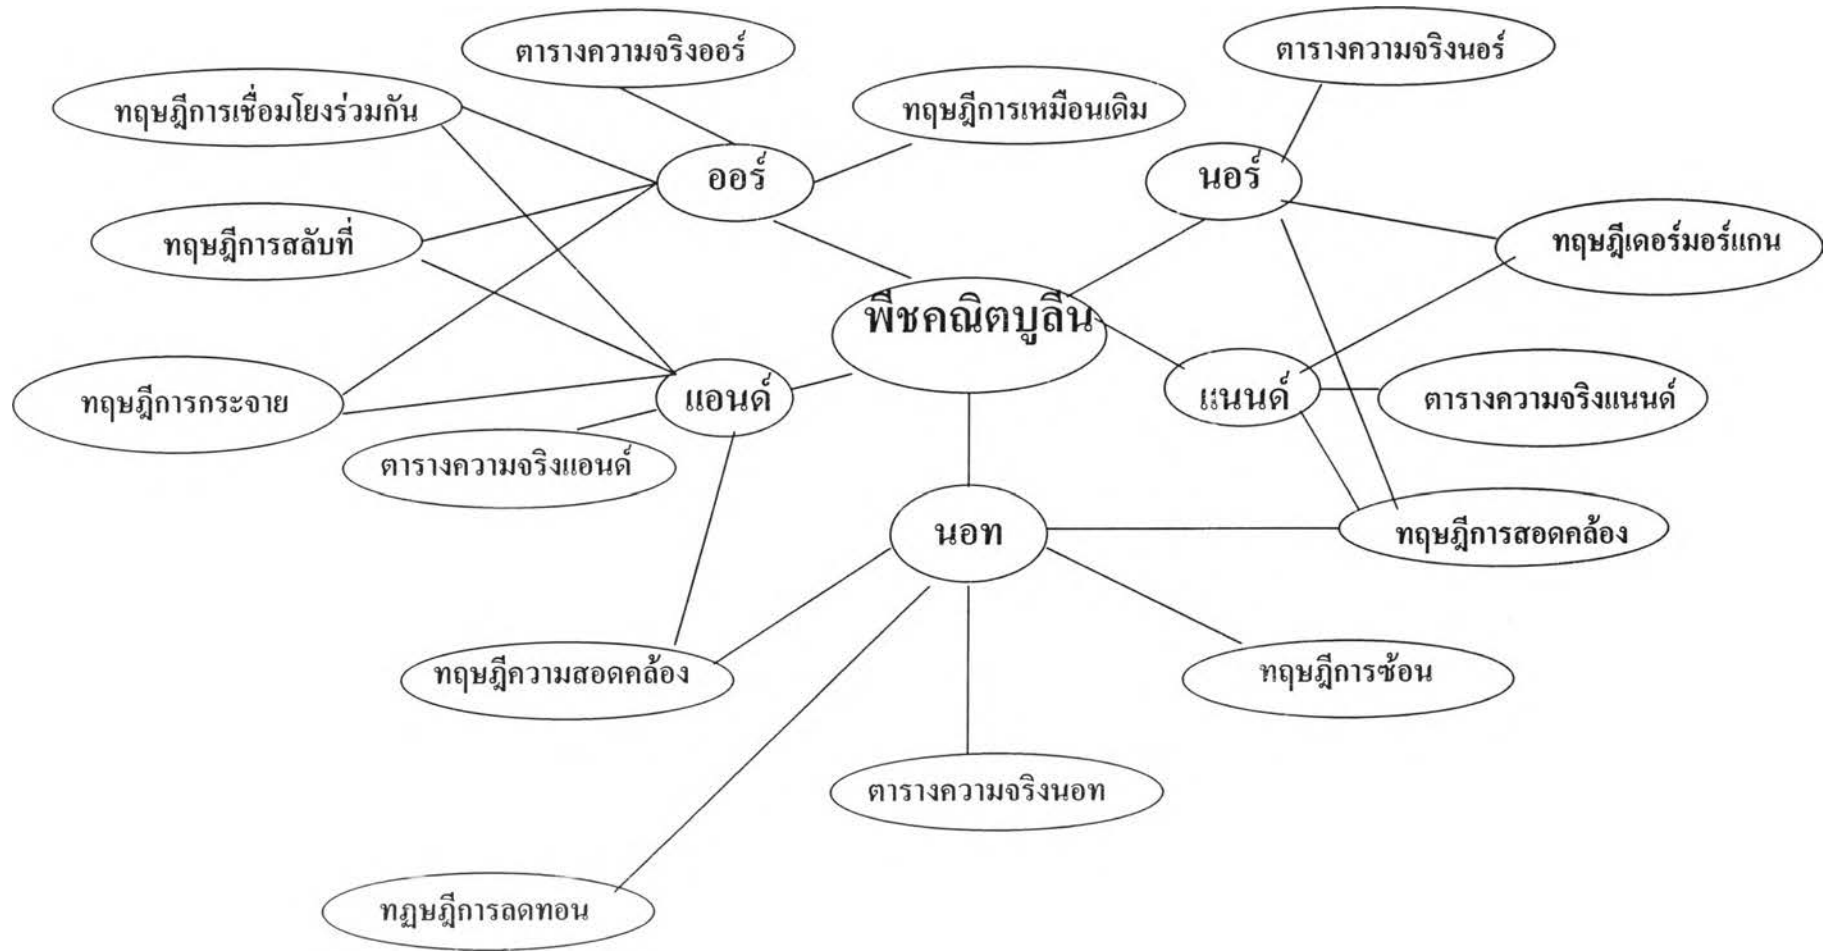 ตารางความจริงออร์
ตารางความจริงนอร์
ทฤษฎีการเชื่อมโยงร่วมกัน
ทฤษฎีการเหมือนเดิม
ออร์
นอร์
ทฤษฎีการสลับที่
ทฤษฎีเดอร์มอร์แกน
พีชคณิตบูลีน
ทฤษฎีการกระจาย
แอนด์
แนนด์
ตารางความจริงแนนด์
ตารางความจริงแอนด์
นอท
ทฤษฎีการสอดคล้อง
ทฤษฎีความสอดคล้อง
ทฤษฎีการซ้อน
ตารางความจริงนอท
ทฏษฎีการลดทอน